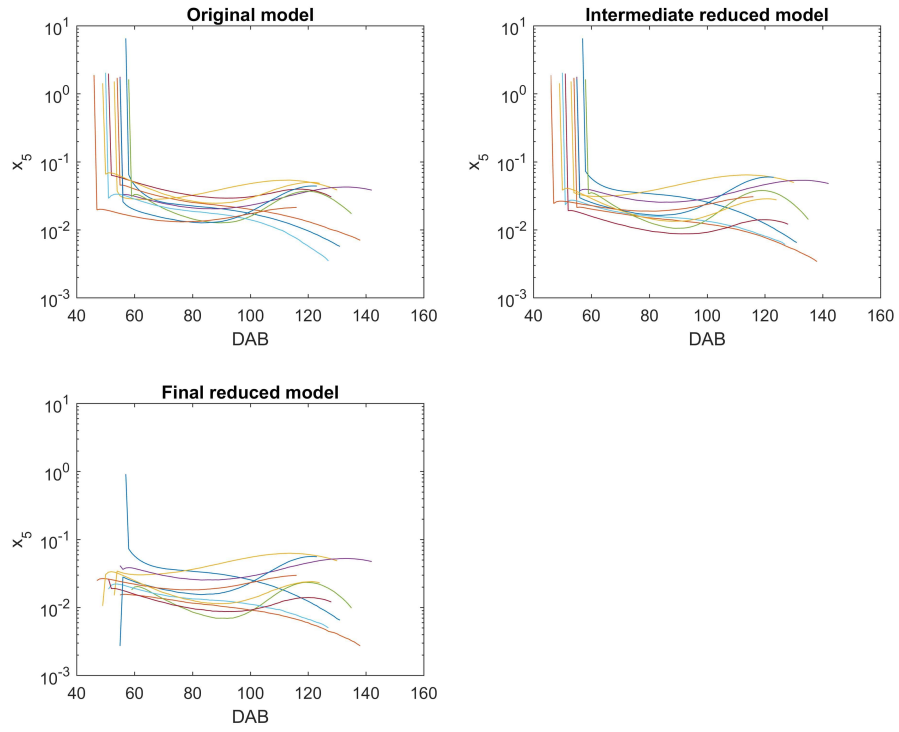 Original model
10^1
10^0
10^-1
10^-2
10^-3
x_5
40 60 80 100 120 140 160
DAB
Intermediate reduced model
10^1
10^0
10^-1
10^-2
10^-3
x_5
40 60 80 100 120 140 160
DAB
Final reduced model
10^1
10^0
10^-1
10^-2
10^-3
x_5
40 60 80 100 120 140 160
DAB